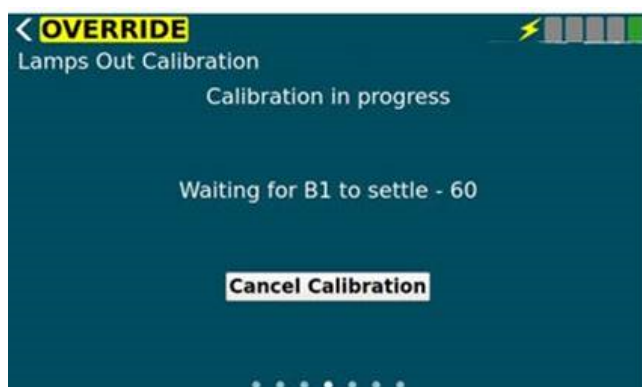 OVERRIDE
Lamps Out Calibration
Calibration in progress
Waiting for B1 to settle - 60
Cancel Calibration